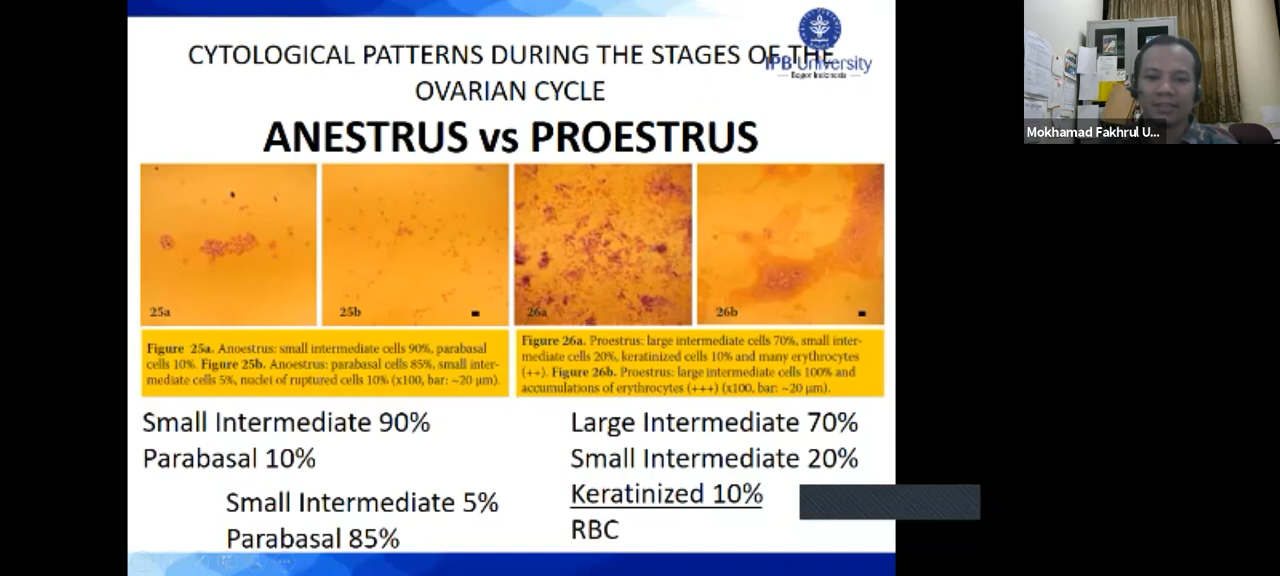 CYTOLOGICAL PATTERNS DURING THE STAGES OF THE
OVARIAN CYCLE
IPB University
Bogor Indonesia
ANESTRUS vs PROESTRUS
25a
25b
26a
26b
Figure 25a. Anoestrus: small intermediate cells 90%, parabasal
cells 10%. Figure 25b. Anoestrus: parabasal cells 85%, small inter-
mediate cells 5%, nuclei of ruptured cells 10% (x100, bar: ~20 μm).
Figure 26a. Proestrus: large intermediate cells 70%, small inter-
mediate cells 20%, keratinized cells 10% and many erythrocytes
(++). Figure 26b. Proestrus: large intermediate cells 100% and
accumulations of erythrocytes (+++) (x100, bar: ~20 μm).
Small Intermediate 90%
Parabasal 10%
Small Intermediate 5%
Parabasal 85%
Large Intermediate 70%
Small Intermediate 20%
Keratinized 10%
RBC
Mokhamad Fakhrul U...